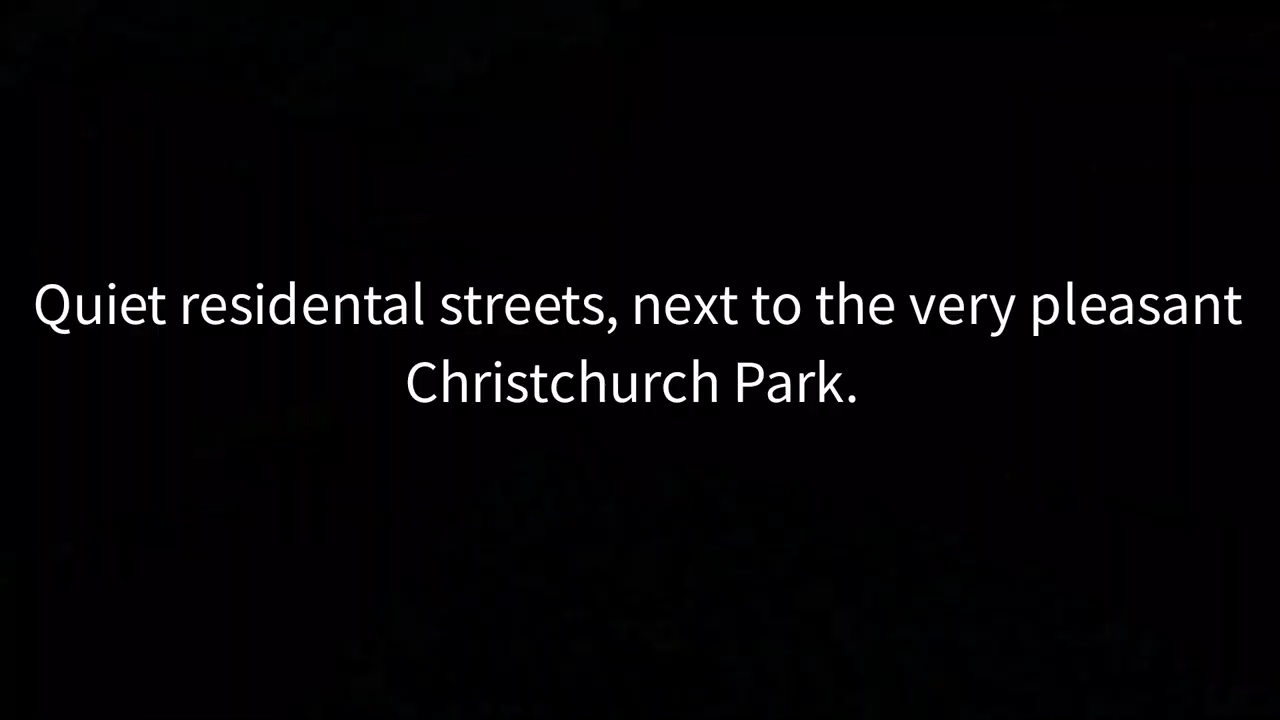 Quiet residental streets, next to the very pleasant
Christchurch Park.